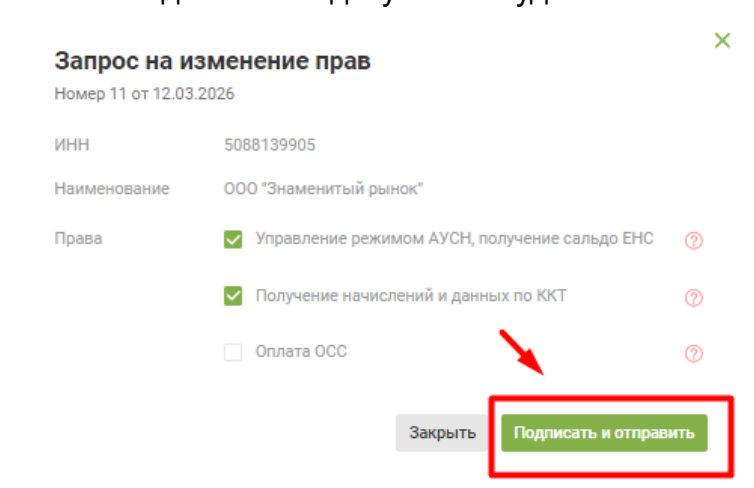 Запрос на изменение прав
Номер 11 от 12.03.2026
ИНН 5088139905
Наименование ООО "Знаменитый рынок"
Права Управление режимом АУСН, получение сальдо ЕНС ?
Получение начислений и данных по ККТ ?
Оплата ОСС ?
Закрыть Подписать и отправить